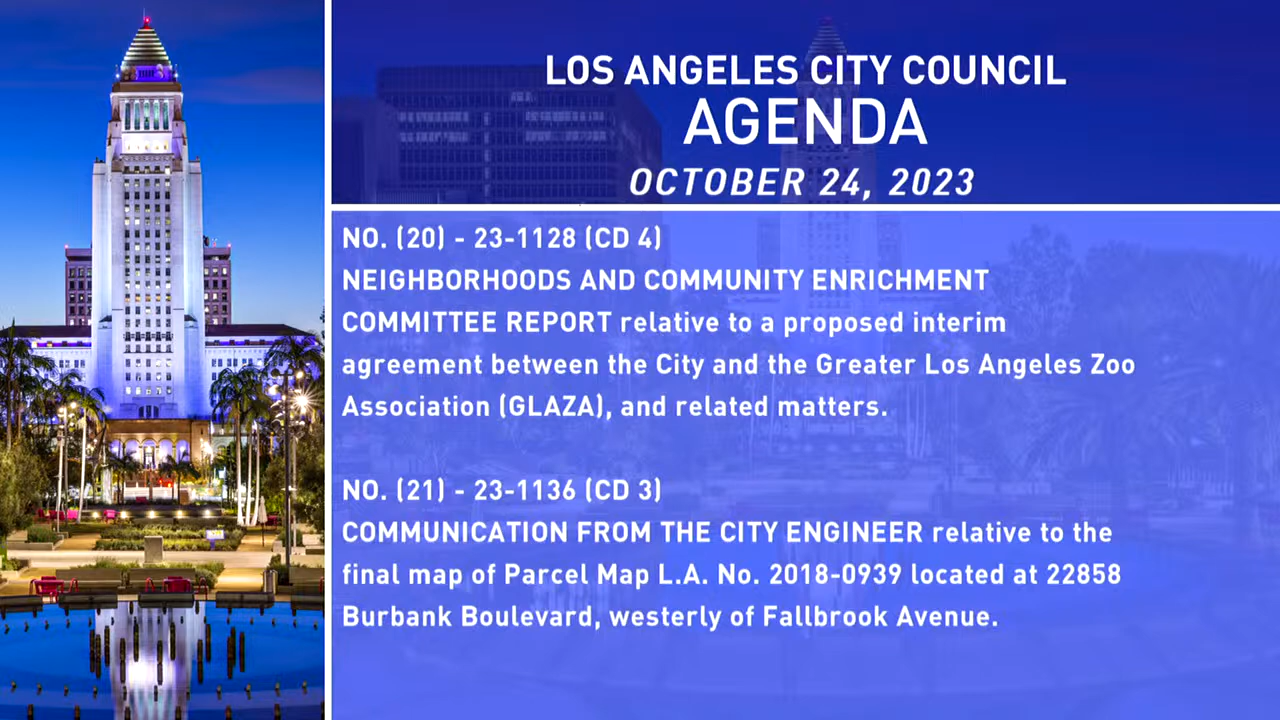 LOS ANGELES CITY COUNCIL
AGENDA
OCTOBER 24, 2023
NO. (20) - 23-1128 (CD 4)
NEIGHBORHOODS AND COMMUNITY ENRICHMENT
COMMITTEE REPORT relative to a proposed interim
agreement between the City and the Greater Los Angeles Zoo
Association (GLAZA), and related matters.
NO. (21) - 23-1136 (CD 3)
COMMUNICATION FROM THE CITY ENGINEER relative to the
final map of Parcel Map L.A. No. 2018-0939 located at 22858
Burbank Boulevard, westerly of Fallbrook Avenue.